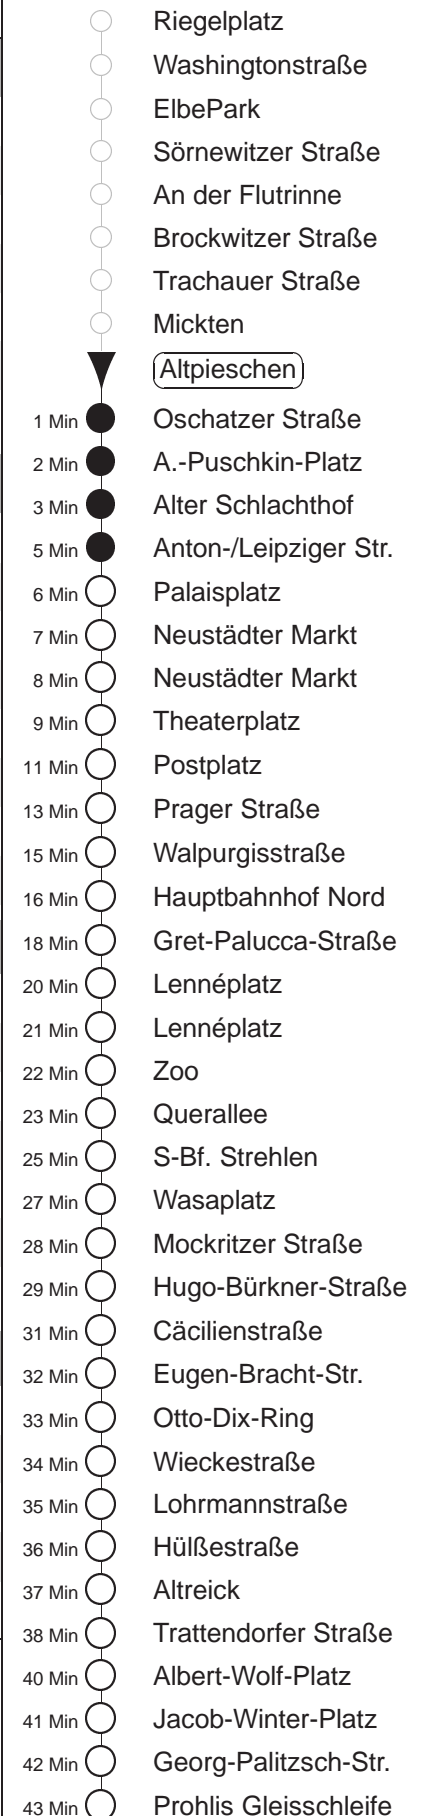 Riegelplatz
Washingtonstraße
ElbePark
Sörnewitzer Straße
An der Flutrinne
Brockwitzer Straße
Trachauer Straße
Mickten
Altpieschen
1 Min Oschatzer Straße
2 Min A.-Puschkin-Platz
3 Min Alter Schlachthof
5 Min Anton-/Leipziger Str.
6 Min Palaisplatz
7 Min Neustädter Markt
8 Min Neustädter Markt
9 Min Theaterplatz
11 Min Postplatz
13 Min Prager Straße
15 Min Walpurgisstraße
16 Min Hauptbahnhof Nord
18 Min Gret-Palucca-Straße
20 Min Lennéplatz
21 Min Lennéplatz
22 Min Zoo
23 Min Querallee
25 Min S-Bf. Strehlen
27 Min Wasaplatz
28 Min Mockritzer Straße
29 Min Hugo-Bürkner-Straße
31 Min Cäcilienstraße
32 Min Eugen-Bracht-Str.
33 Min Otto-Dix-Ring
34 Min Wieckestraße
35 Min Lohrmannstraße
36 Min Hülßestraße
37 Min Altreick
38 Min Trattendorfer Straße
40 Min Albert-Wolf-Platz
41 Min Jacob-Winter-Platz
42 Min Georg-Palitzsch-Str.
43 Min Prohlis Gleisschleife